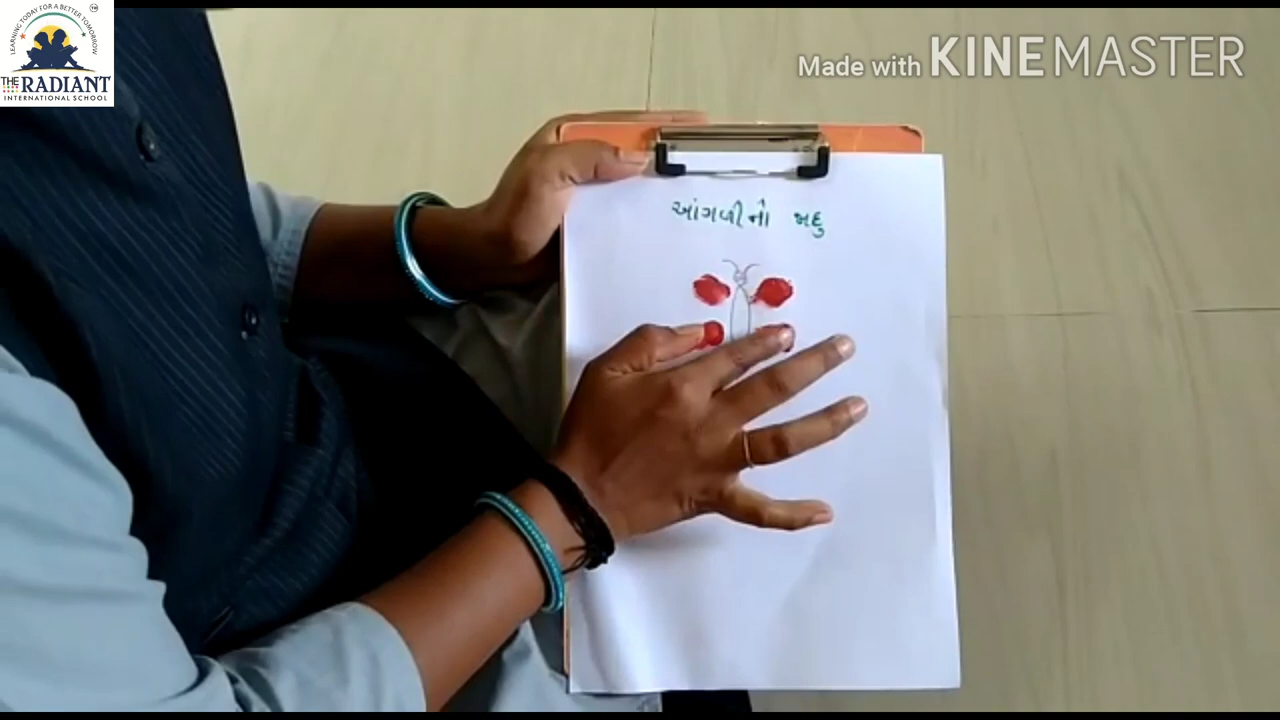 LEARNING TODAY FOR A BETTER TOMORROW
THE RADIANT
INTERNATIONAL SCHOOL
Made with KINEMASTER
આંગળીનો જાદુ